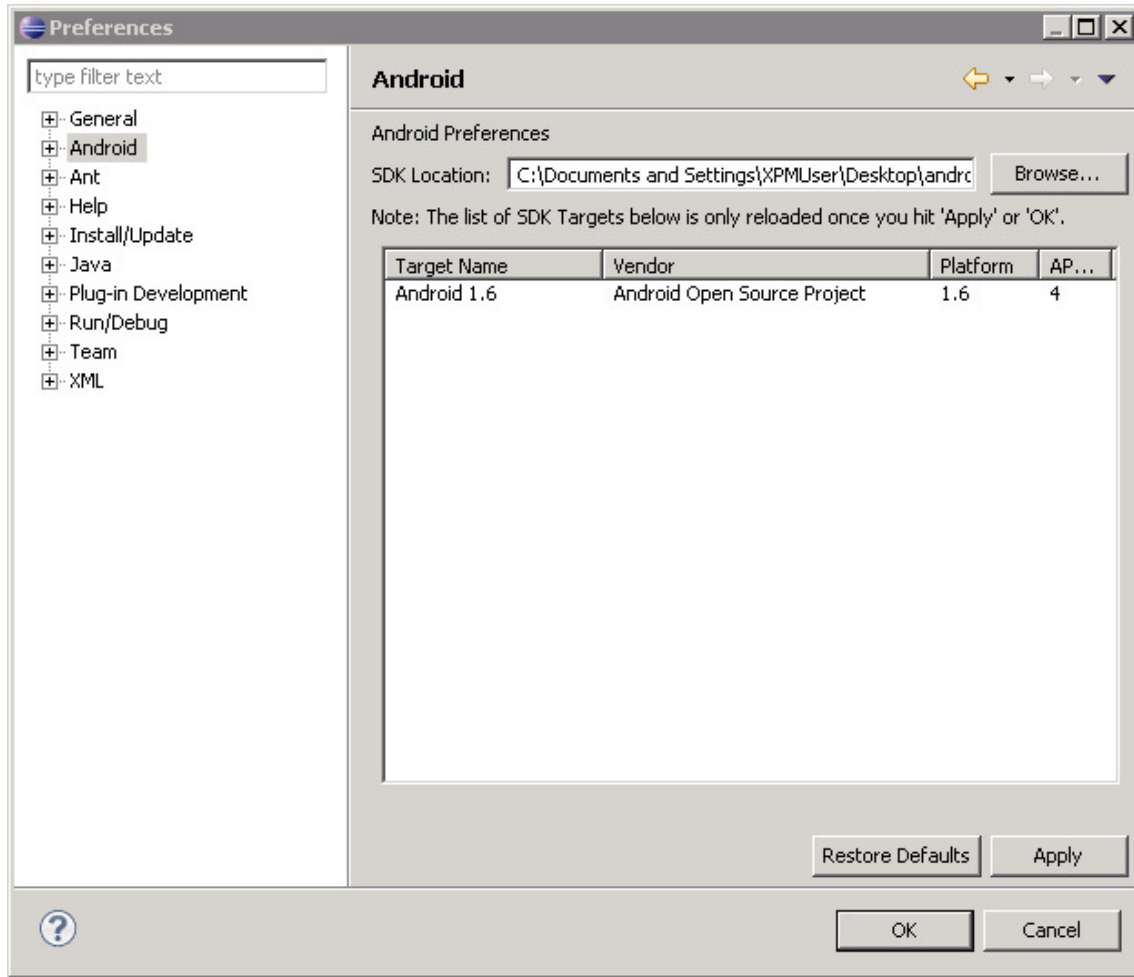 Preferences
type filter text
General
Android
Ant
Help
Install/Update
Java
Plug-in Development
Run/Debug
Team
XML
Android
Android Preferences
SDK Location: C:\Documents and Settings\XPMUser\Desktop\andrc Browse...
Note: The list of SDK Targets below is only reloaded once you hit 'Apply' or 'OK'.
Target Name Vendor Platform AP...
Android 1.6 Android Open Source Project 1.6 4
Restore Defaults Apply
? OK Cancel